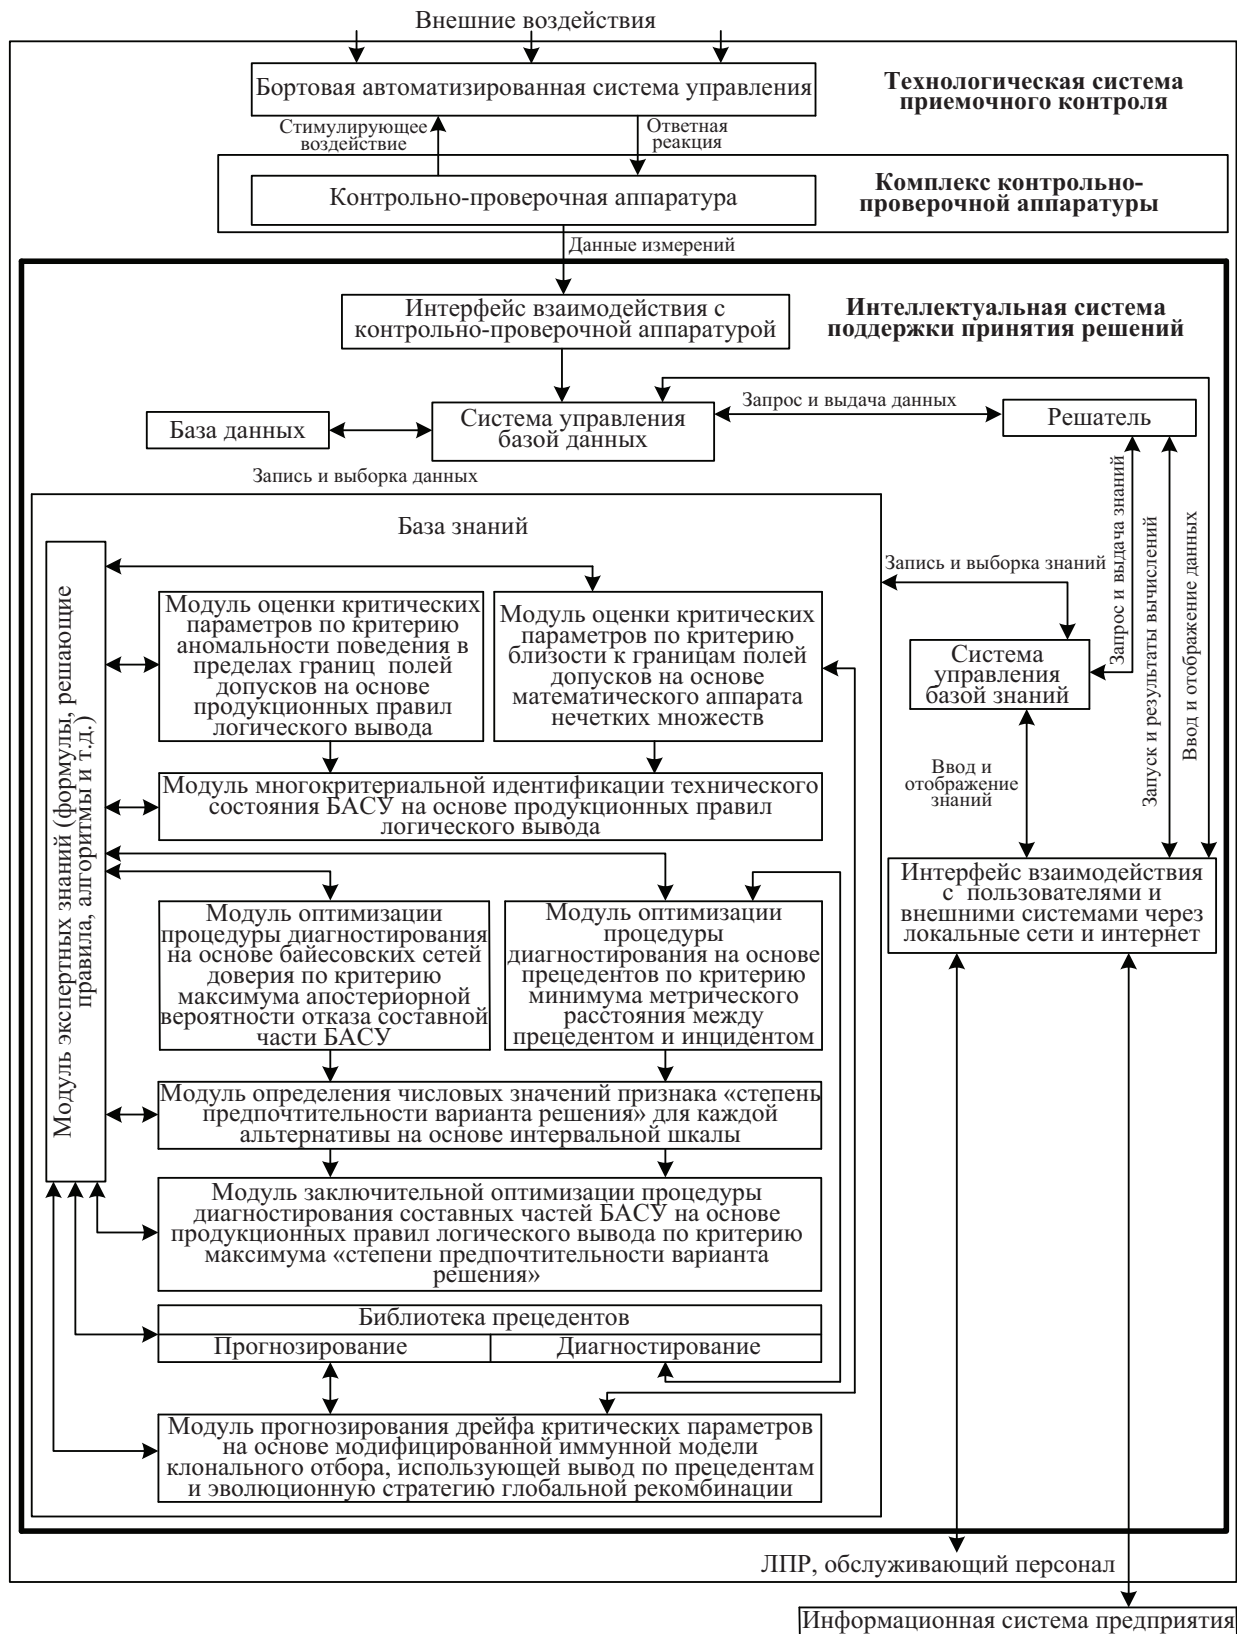 Внешние воздействия
Бортовая автоматизированная система управления
Технологическая система
приемочного контроля
Стимулирующее
воздействие
Ответная
реакция
Контрольно-проверочная аппаратура
Комплекс контрольно-
проверочной аппаратуры
Данные измерений
Интерфейс взаимодействия с
контрольно-проверочной аппаратурой
Интеллектуальная система
поддержки принятия решений
База данных
Система управления
базой данных
Запрос и выдача данных
Решатель
Запись и выборка данных
База знаний
Модуль экспертных знаний (формулы, решающие
правила, алгоритмы и т.д.)
Модуль оценки критических
параметров по критерию
аномальности поведения в
пределах границ полей
допусков на основе
продукционных правил
логического вывода
Модуль оценки критических
параметров по критерию
близости к границам полей
допусков на основе
математического аппарата
нечетких множеств
Запись и выборка знаний
Запрос и выдача знаний
Запуск и результаты вычислений
Ввод и отображение данных
Система
управления
базой знаний
Модуль многокритериальной идентификации технического
состояния БАСУ на основе продукционных правил
логического вывода
Ввод и
отображение
знаний
Интерфейс взаимодействия
с пользователями и
внешними системами через
локальные сети и интернет
Модуль оптимизации
процедуры диагностирования
на основе байесовских сетей
доверия по критерию
максимума апостериорной
вероятности отказа составной
части БАСУ
Модуль оптимизации
процедуры
диагностирования на основе
прецедентов по критерию
минимума метрического
расстояния между
прецедентом и инцидентом
Модуль определения числовых значений признака «степень
предпочтительности варианта решения» для каждой
альтернативы на основе интервальной шкалы
Модуль заключительной оптимизации процедуры
диагностирования составных частей БАСУ на основе
продукционных правил логического вывода по критерию
максимума «степени предпочтительности варианта
решения»
Библиотека прецедентов
Прогнозирование
Диагностирование
Модуль прогнозирования дрейфа критических параметров
на основе модифицированной иммунной модели
клонального отбора, использующей вывод по прецедентам
и эволюционную стратегию глобальной рекомбинации
ЛПР, обслуживающий персонал
Информационная система предприятия